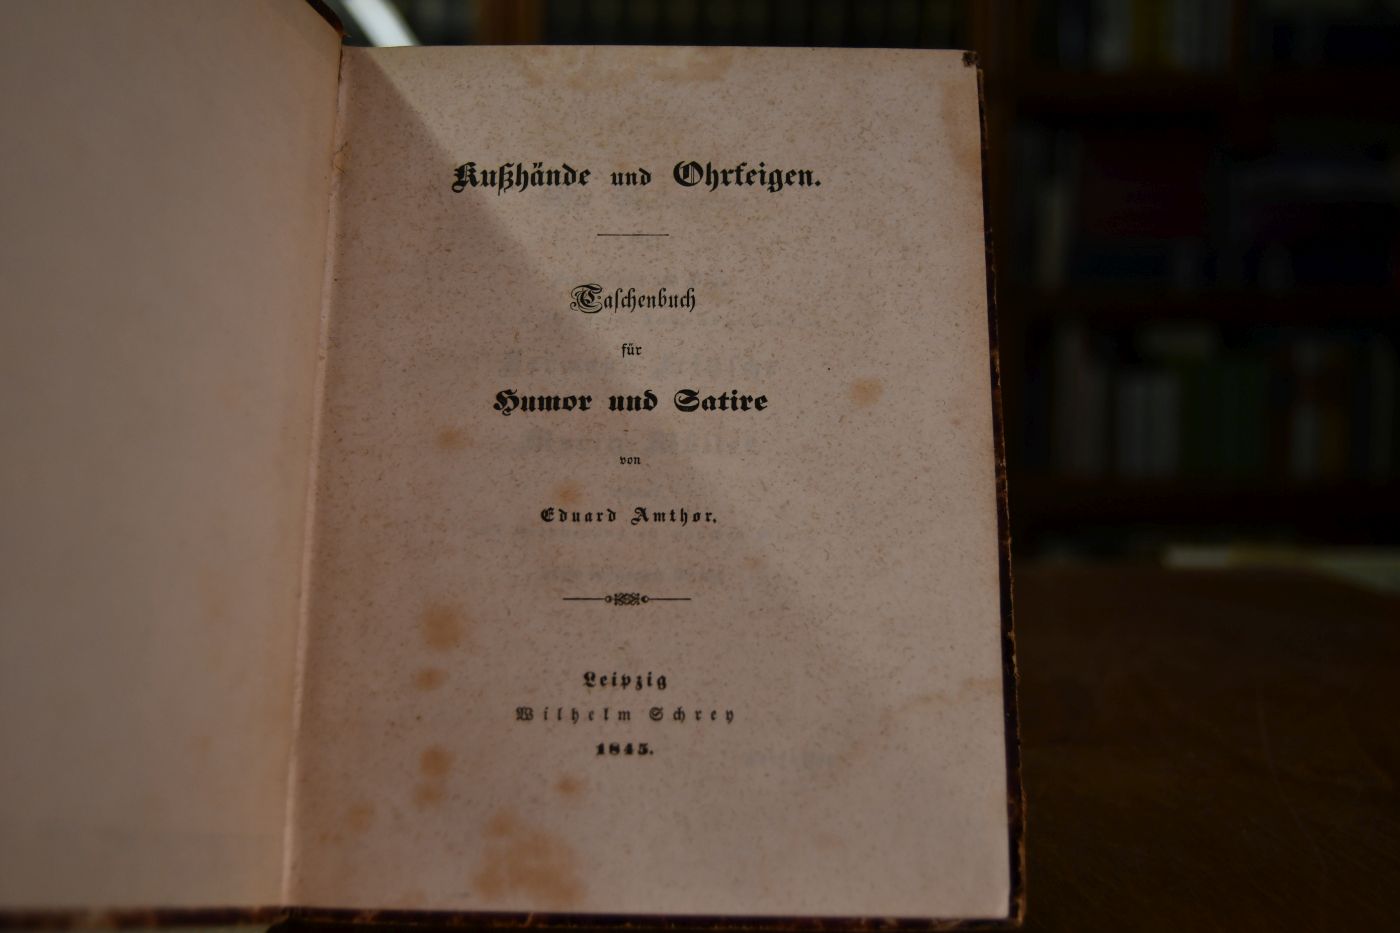 Kußhände und Ohrfeigen.
Taſchenbuch
für
Humor und Satire
von
Eduard Amthor.
Leipzig
Wilhelm Schrey
1845.